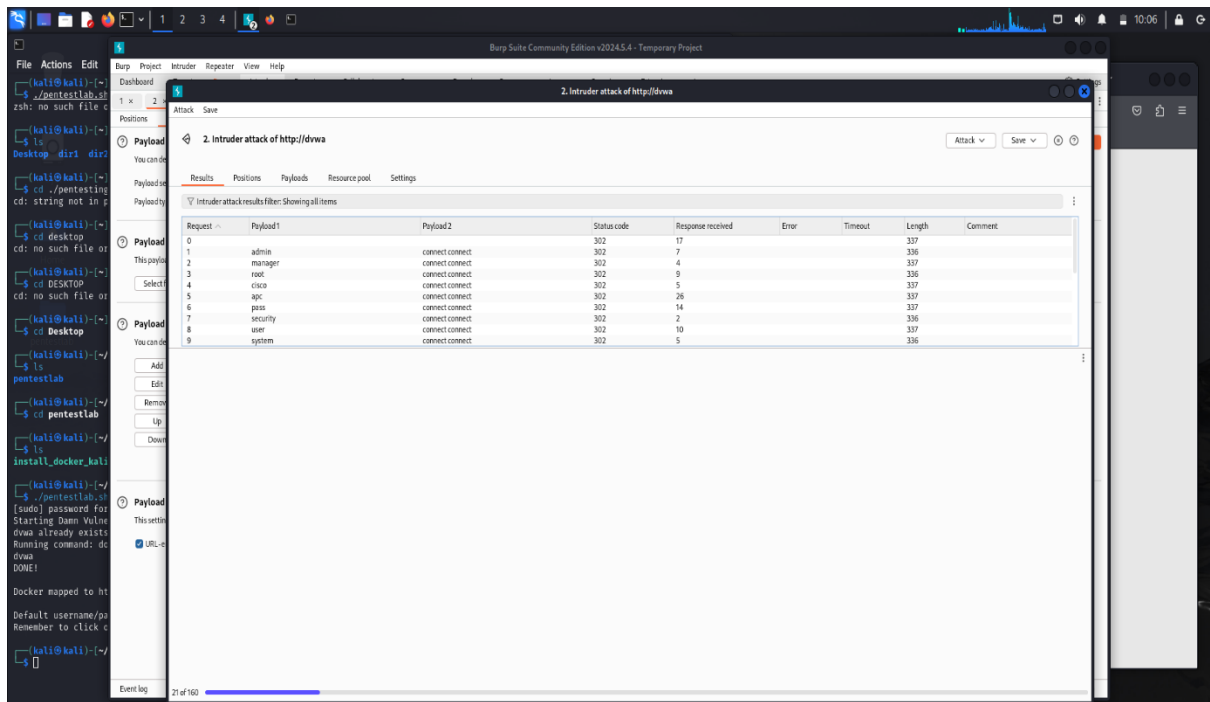 1 2 3 4
2
10:06
File Actions Edit
(kali㉿kali)-[~]
$ ./pentestlab.sh
zsh: no such file o
(kali㉿kali)-[~]
$ ls
Desktop dir1 dir2
(kali㉿kali)-[~]
$ cd ./pentesting
cd: string not in p
(kali㉿kali)-[~]
$ cd desktop
cd: no such file or
(kali㉿kali)-[~]
$ cd DESKTOP
cd: no such file or
(kali㉿kali)-[~]
$ cd Desktop
(kali㉿kali)-[~/
$ ls
pentestlab
(kali㉿kali)-[~/
$ cd pentestlab
(kali㉿kali)-[~/
$ ls
install_docker_kali
(kali㉿kali)-[~/
$ ./pentestlab.sh
[sudo] password for
Starting Damn Vulne
dvwa already exists
Running command: do
dvwa
DONE!
Docker mapped to ht
Default username/pa
Remember to click c
(kali㉿kali)-[~/
$
Burp Suite Community Edition v2024.5.4 - Temporary Project
Burp Project Intruder Repeater View Help
Dashboard
1 × 2 ×
Positions
Payload
You can de
Payload se
Payload ty
Payload
This paylo
Select f
Payload
You can de
Add
Edit
Remov
Up
Down
Payload
This settin
URL-e
Event log
2. Intruder attack of http://dvwa
Attack Save
2. Intruder attack of http://dvwa
Attack Save
Results Positions Payloads Resource pool Settings
Intruder attack results filter: Showing all items
Request Payload 1 Payload 2 Status code Response received Error Timeout Length Comment
0 302 17 337
1 admin connect connect 302 7 336
2 manager connect connect 302 4 337
3 root connect connect 302 9 336
4 cisco connect connect 302 5 337
5 apc connect connect 302 26 337
6 pass connect connect 302 14 337
7 security connect connect 302 2 336
8 user connect connect 302 10 337
9 system connect connect 302 5 336
21 of 160